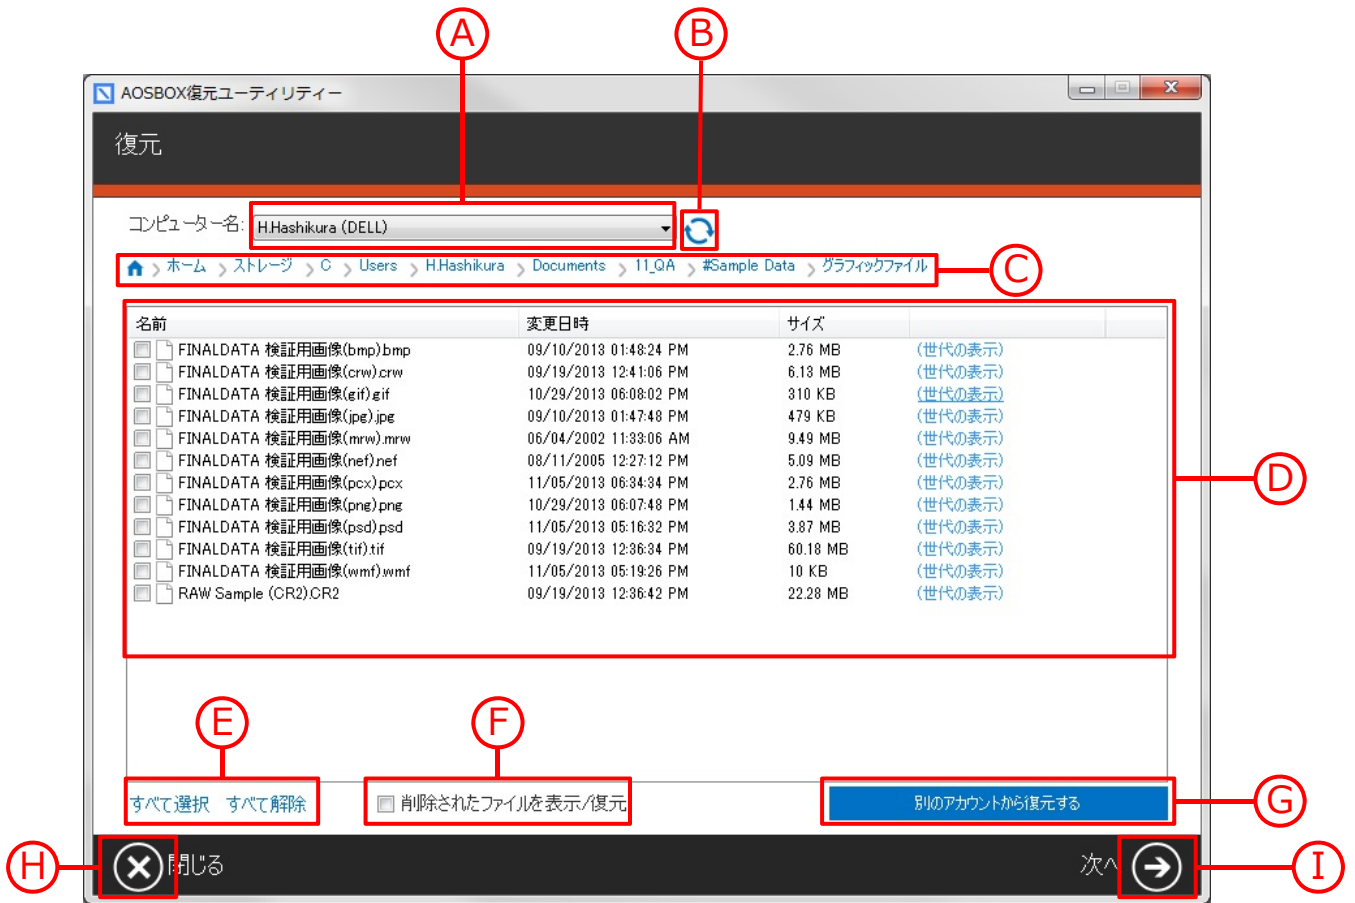 A B
AOSBOX復元ユーティリティー
復元
コンピューター名: H.Hashikura (DELL)
ホーム ストレージ C Users H.Hashikura Documents 11_QA #Sample Data グラフィックファイル C
名前 変更日時 サイズ
FINALDATA 検証用画像(bmp).bmp 09/10/2013 01:48:24 PM 2.76 MB (世代の表示)
FINALDATA 検証用画像(crw).crw 09/19/2013 12:41:06 PM 6.13 MB (世代の表示)
FINALDATA 検証用画像(gif).gif 10/29/2013 06:08:02 PM 310 KB (世代の表示)
FINALDATA 検証用画像(jpg).jpg 09/10/2013 01:47:48 PM 479 KB (世代の表示)
FINALDATA 検証用画像(mrw).mrw 06/04/2002 11:33:06 AM 9.49 MB (世代の表示)
FINALDATA 検証用画像(nef).nef 08/11/2005 12:27:12 PM 5.09 MB (世代の表示)
FINALDATA 検証用画像(pcx).pcx 11/05/2013 06:34:34 PM 2.76 MB (世代の表示)
D
FINALDATA 検証用画像(png).png 10/29/2013 06:07:48 PM 1.44 MB (世代の表示)
FINALDATA 検証用画像(psd).psd 11/05/2013 05:16:32 PM 3.87 MB (世代の表示)
FINALDATA 検証用画像(tif).tif 09/19/2013 12:36:34 PM 60.18 MB (世代の表示)
FINALDATA 検証用画像(wmf).wmf 11/05/2013 05:19:26 PM 10 KB (世代の表示)
RAW Sample (CR2).CR2 09/19/2013 12:36:42 PM 22.28 MB (世代の表示)
E F
すべて選択 すべて解除 削除されたファイルを表示/復元 別のアカウントから復元する G
H 閉じる 次へ I